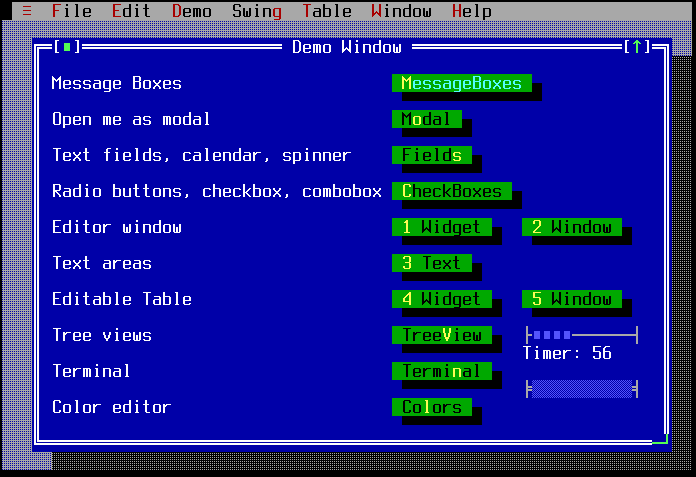 ≡ File Edit Demo Swing Table Window Help
[■] Demo Window [↑]
Message Boxes MessageBoxes
Open me as modal Modal
Text fields, calendar, spinner Fields
Radio buttons, checkbox, combobox CheckBoxes
Editor window 1 Widget 2 Window
Text areas 3 Text
Editable Table 4 Widget 5 Window
Tree views TreeView
Timer: 56
Terminal Terminal
Color editor Colors